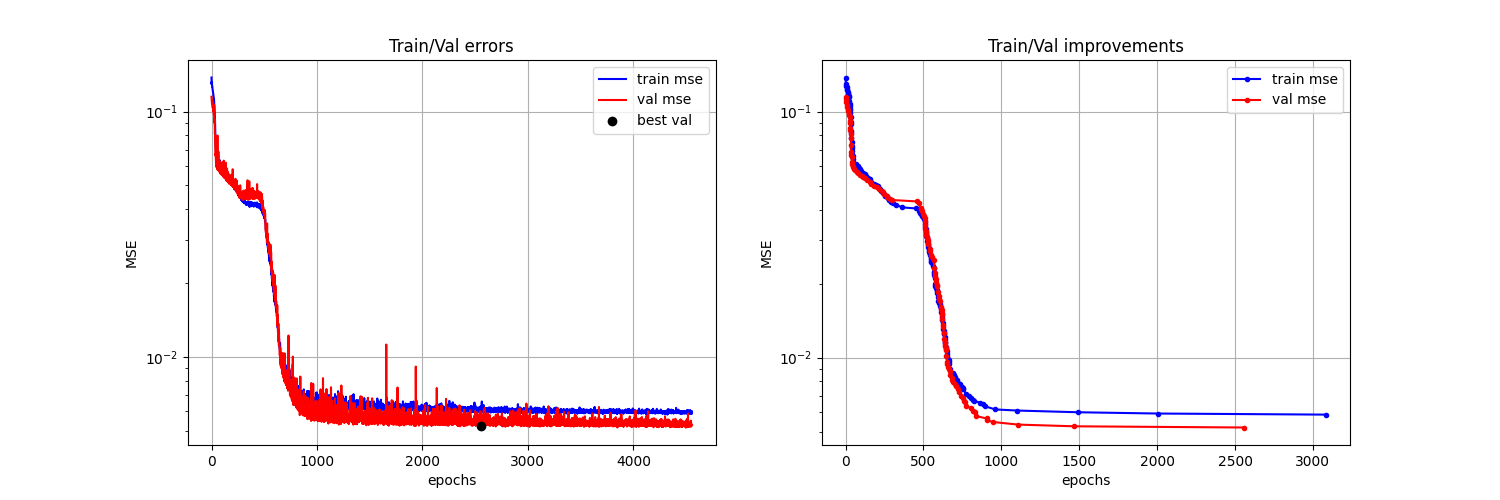 Train/Val errors
train mse
val mse
best val
10⁻¹
10⁻²
MSE
0
1000
2000
3000
4000
epochs
Train/Val improvements
train mse
val mse
10⁻¹
10⁻²
MSE
0
500
1000
1500
2000
2500
3000
epochs